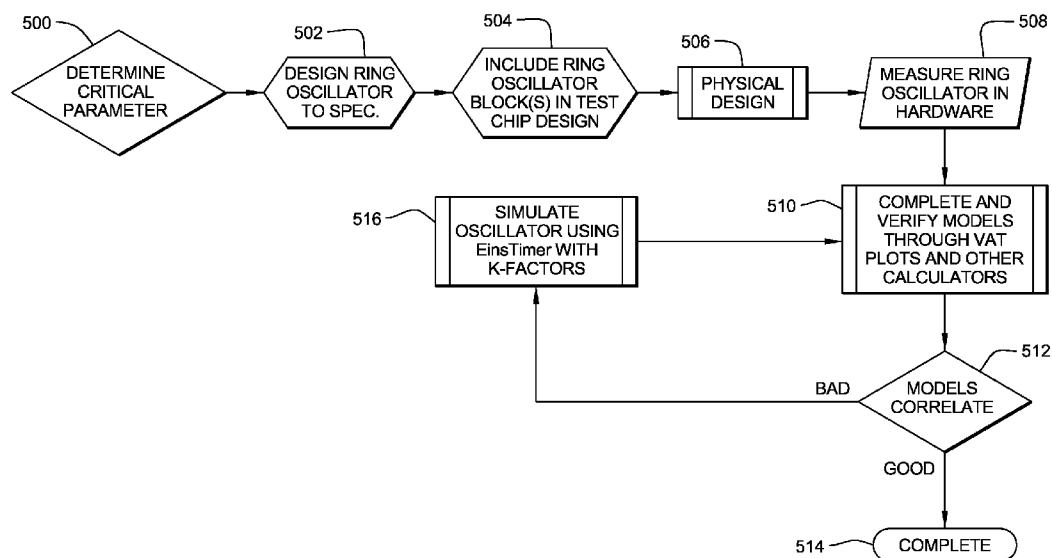 500
DETERMINE
CRITICAL
PARAMETER
502
DESIGN RING
OSCILLATOR
TO SPEC.
504
INCLUDE RING
OSCILLATOR
BLOCK(S) IN TEST
CHIP DESIGN
506
PHYSICAL
DESIGN
508
MEASURE RING
OSCILLATOR IN
HARDWARE
510
COMPLETE AND
VERIFY MODELS
THROUGH VAT
PLOTS AND OTHER
CALCULATORS
516
SIMULATE
OSCILLATOR USING
EinsTimer WITH
K-FACTORS
512
MODELS
CORRELATE
BAD
GOOD
514
COMPLETE